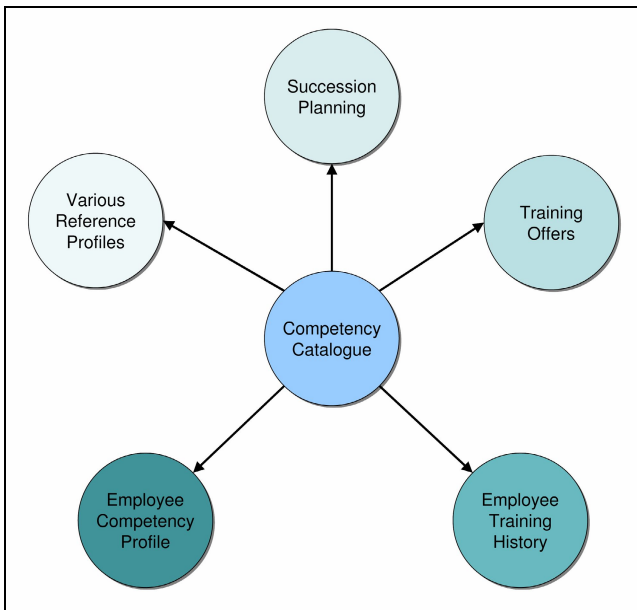 Succession
Planning
Various
Reference
Profiles
Training
Offers
Competency
Catalogue
Employee
Competency
Profile
Employee
Training
History